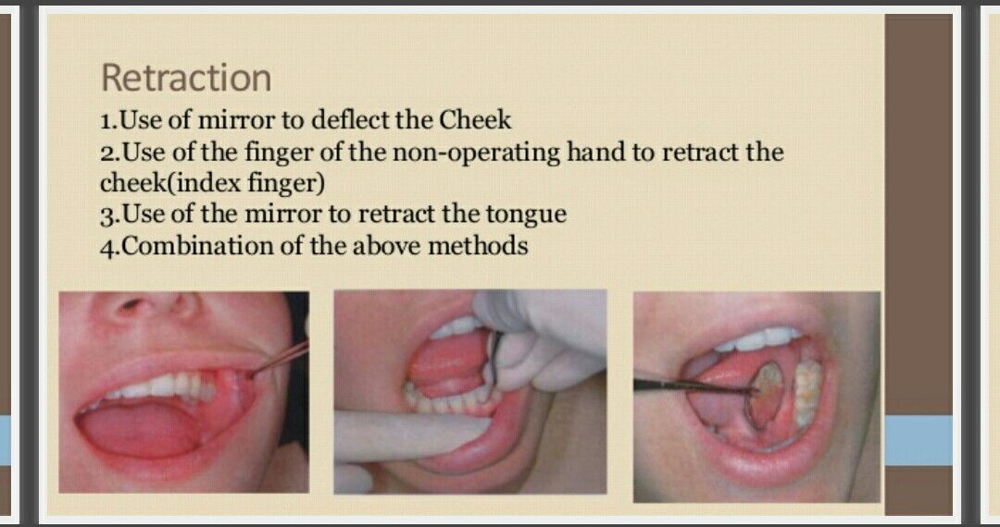 Retraction
1.Use of mirror to deflect the Cheek
2.Use of the finger of the non-operating hand to retract the
cheek(index finger)
3.Use of the mirror to retract the tongue
4.Combination of the above methods